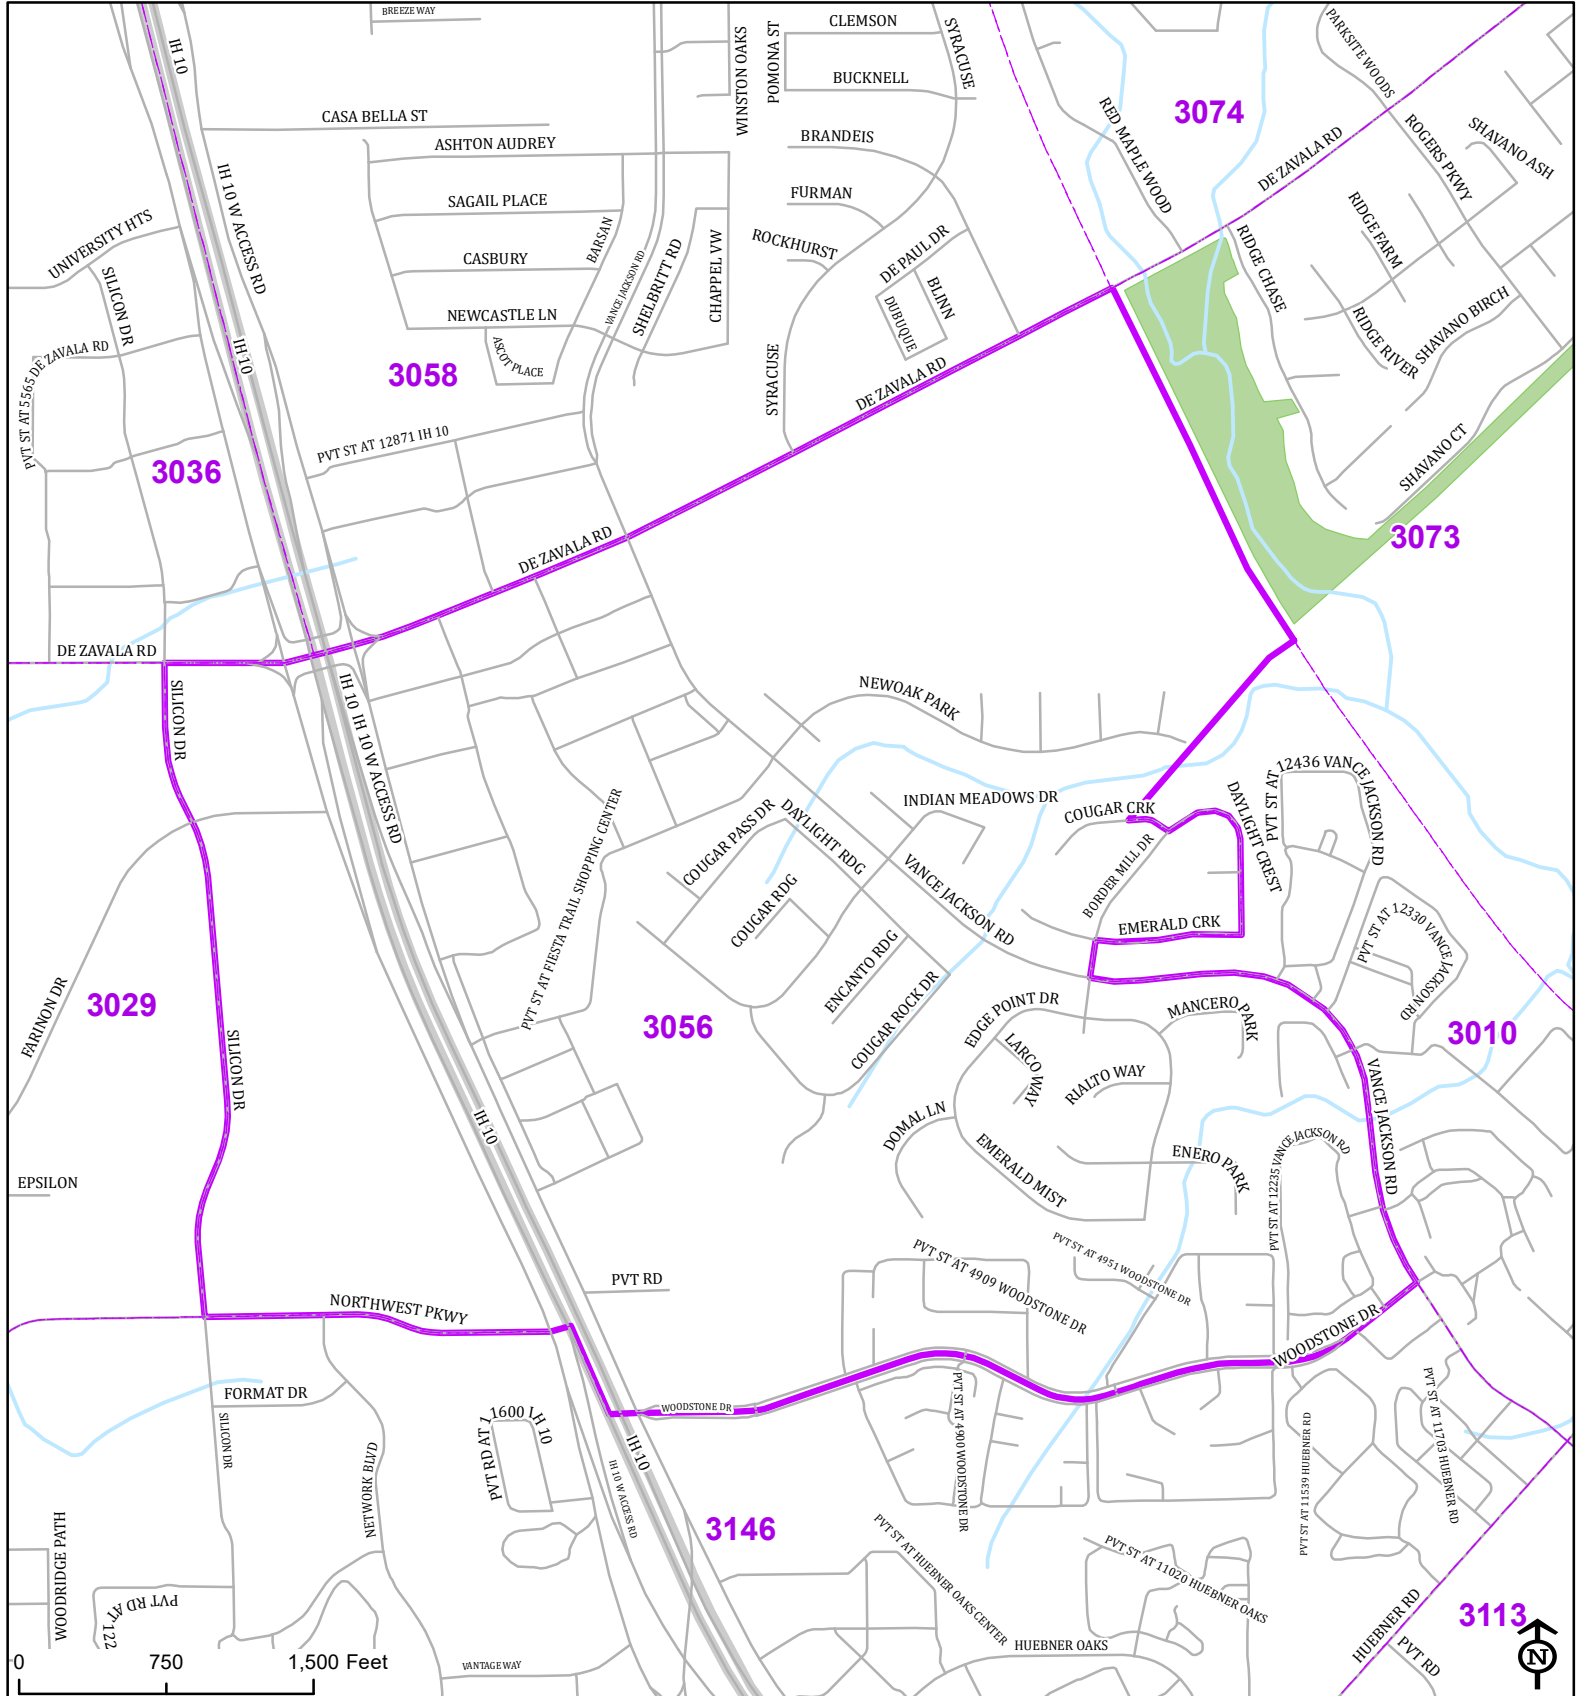 BREEZE WAY
CLEMSON
SYRACUSE
WINSTON OAKS
POMONA ST
IH 10
BUCKNELL
PARKSITE WOODS
3074
CASA BELLA ST
RED MAPLE WOOD
ROGERS PKWY
SHAVANO ASH
ASHTON AUDREY
BRANDEIS
DE ZAVALA RD
IH 10 W ACCESS RD
SAGAIL PLACE
FURMAN
RIDGE FARM
UNIVERSITY HTS
BARSAN
ROCKHURST
DE PAUL DR
RIDGE CHASE
CASBURY
VANCE JACKSON RD
SHELBRITT RD
CHAPPEL VW
SILICON DR
BLINN
DUBUQUE
NEWCASTLE LN
RIDGE RIVER
SHAVANO BIRCH
ASCOT PLACE
IH 10
PVT ST AT 5565 DE ZAVALA RD
3058
SYRACUSE
DE ZAVALA RD
PVT ST AT 12871 IH 10
SHAVANO CT
3036
3073
DE ZAVALA RD
DE ZAVALA RD
SILICON DR
IH 10
IH 10 W ACCESS RD
NEWOAK PARK
12436 VANCE JACKSON RD
PVT ST AT
PVT ST AT FIESTA TRAIL SHOPPING CENTER
COUGAR PASS DR
DAYLIGHT RDG
INDIAN MEADOWS DR
COUGAR CRK
DAYLIGHT CREST
BORDER MILL DR
VANCE JACKSON RD
COUGAR RDG
EMERALD CRK
PVT ST AT 12330 VANCE JACKSON RD
ENCANTO RDG
COUGAR ROCK DR
FARINON DR
3029
3056
EDGE POINT DR
MANCERO PARK
3010
SILICON DR
LARCO WAY
RIALTO WAY
VANCE JACKSON RD
IH 10
DOMAL LN
EMERALD MIST
ENERO PARK
PVT ST AT 12235 VANCE JACKSON RD
EPSILON
PVT ST AT 4909 WOODSTONE DR
PVT ST AT 4951 WOODSTONE DR
PVT RD
NORTHWEST PKWY
WOODSTONE DR
FORMAT DR
WOODSTONE DR
SILICON DR
NETWORK BLVD
PVT RD AT 11600 IH 10
IH 10
IH 10 W ACCESS RD
PVT ST AT 4900 WOODSTONE DR
PVT ST AT 11539 HUEBNER RD
PVT ST AT 11703 HUEBNER RD
3146
WOODRIDGE PATH
PVT ST AT HUEBNER OAKS CENTER
PVT ST AT 11020 HUEBNER OAKS
PVT RD AT 122
3113
HUEBNER RD
PVT RD
HUEBNER OAKS
VANTAGE WAY
0 750 1,500 Feet
N